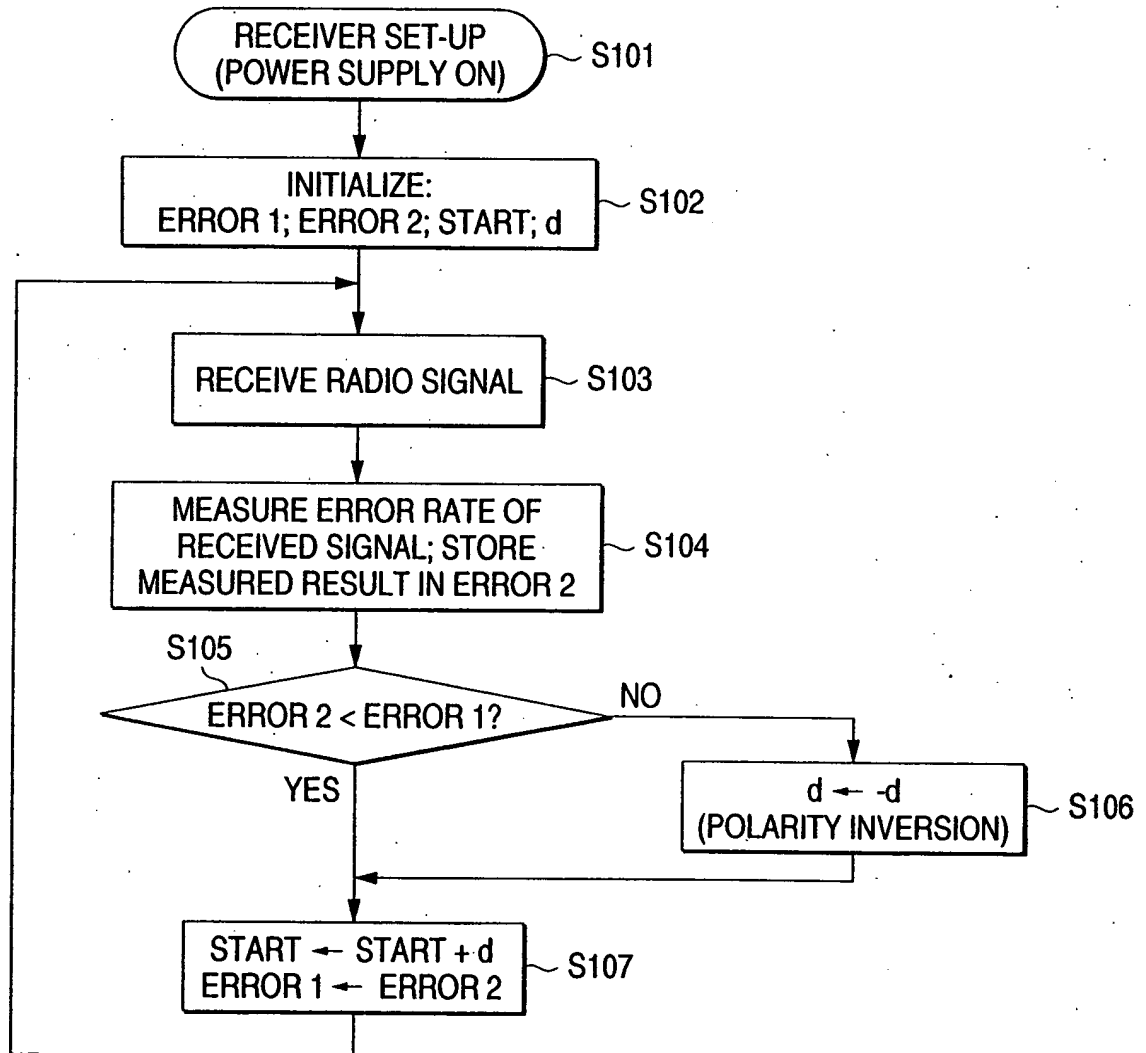 RECEIVER SET-UP
(POWER SUPPLY ON)
S101
INITIALIZE:
ERROR 1; ERROR 2; START; d
S102
RECEIVE RADIO SIGNAL
S103
MEASURE ERROR RATE OF
RECEIVED SIGNAL; STORE
MEASURED RESULT IN ERROR 2
S104
S105
ERROR 2 < ERROR 1?
NO
YES
d ← -d
(POLARITY INVERSION)
S106
START ← START + d
ERROR 1 ← ERROR 2
S107